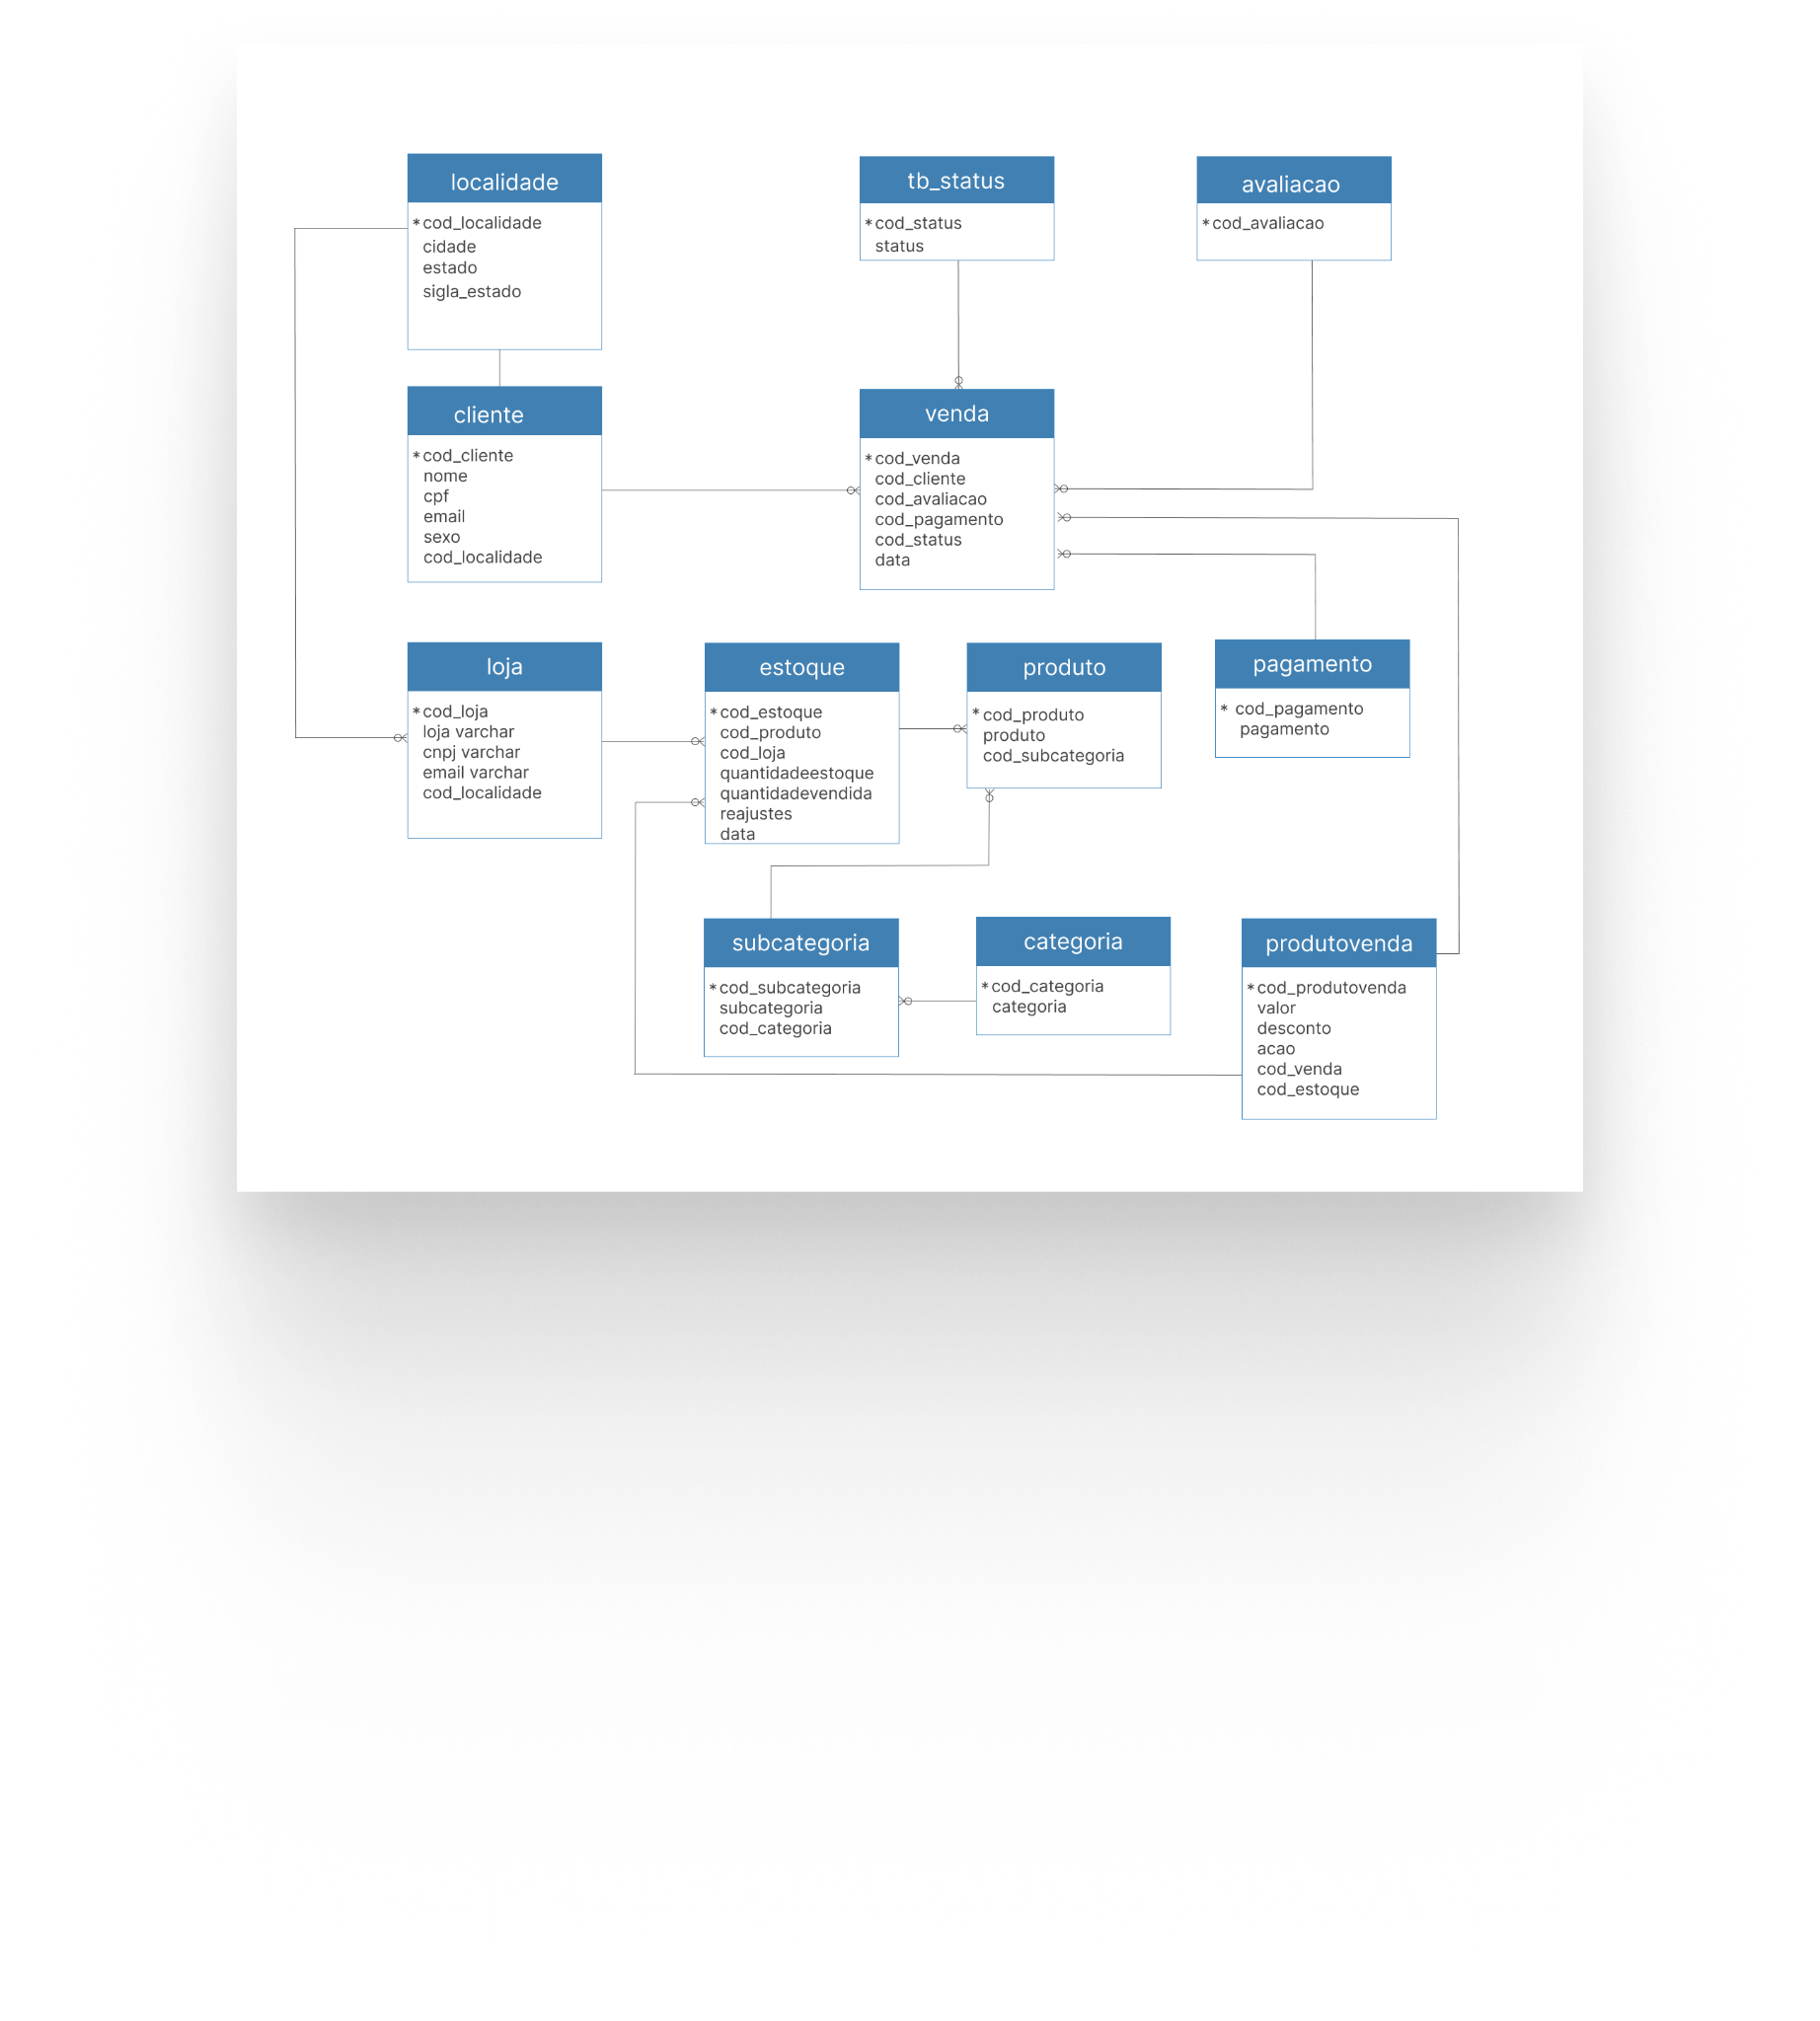 localidade
*cod_localidade
cidade
estado
sigla_estado
tb_status
*cod_status
status
avaliacao
*cod_avaliacao
cliente
*cod_cliente
nome
cpf
email
sexo
cod_localidade
venda
*cod_venda
cod_cliente
cod_avaliacao
cod_pagamento
cod_status
data
loja
*cod_loja
loja varchar
cnpj varchar
email varchar
cod_localidade
estoque
*cod_estoque
cod_produto
cod_loja
quantidadeestoque
quantidadevendida
reajustes
data
produto
*cod_produto
produto
cod_subcategoria
pagamento
* cod_pagamento
pagamento
subcategoria
*cod_subcategoria
subcategoria
cod_categoria
categoria
*cod_categoria
categoria
produtovenda
*cod_produtovenda
valor
desconto
acao
cod_venda
cod_estoque